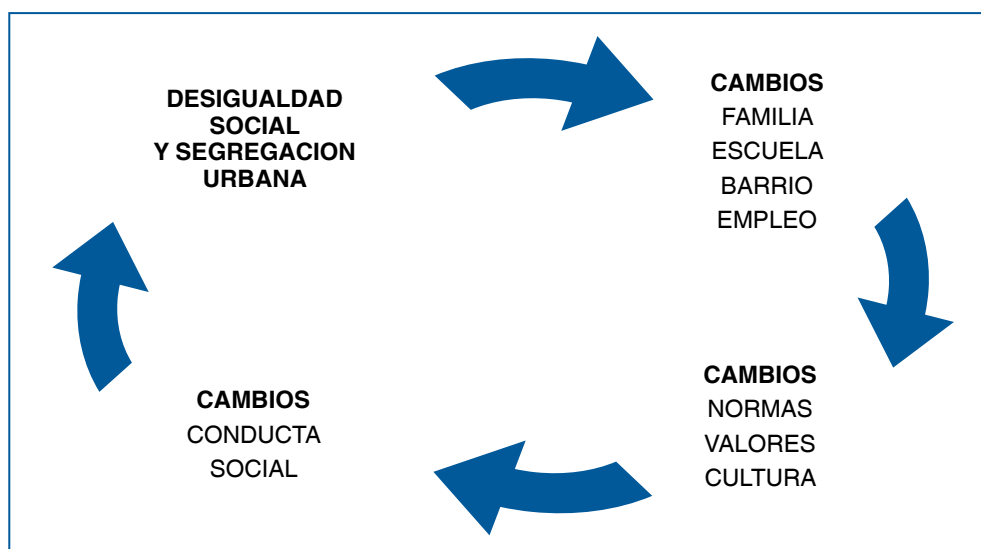 DESIGUALDAD
SOCIAL
Y SEGREGACION
URBANA
CAMBIOS
FAMILIA
ESCUELA
BARRIO
EMPLEO
CAMBIOS
NORMAS
VALORES
CULTURA
CAMBIOS
CONDUCTA
SOCIAL